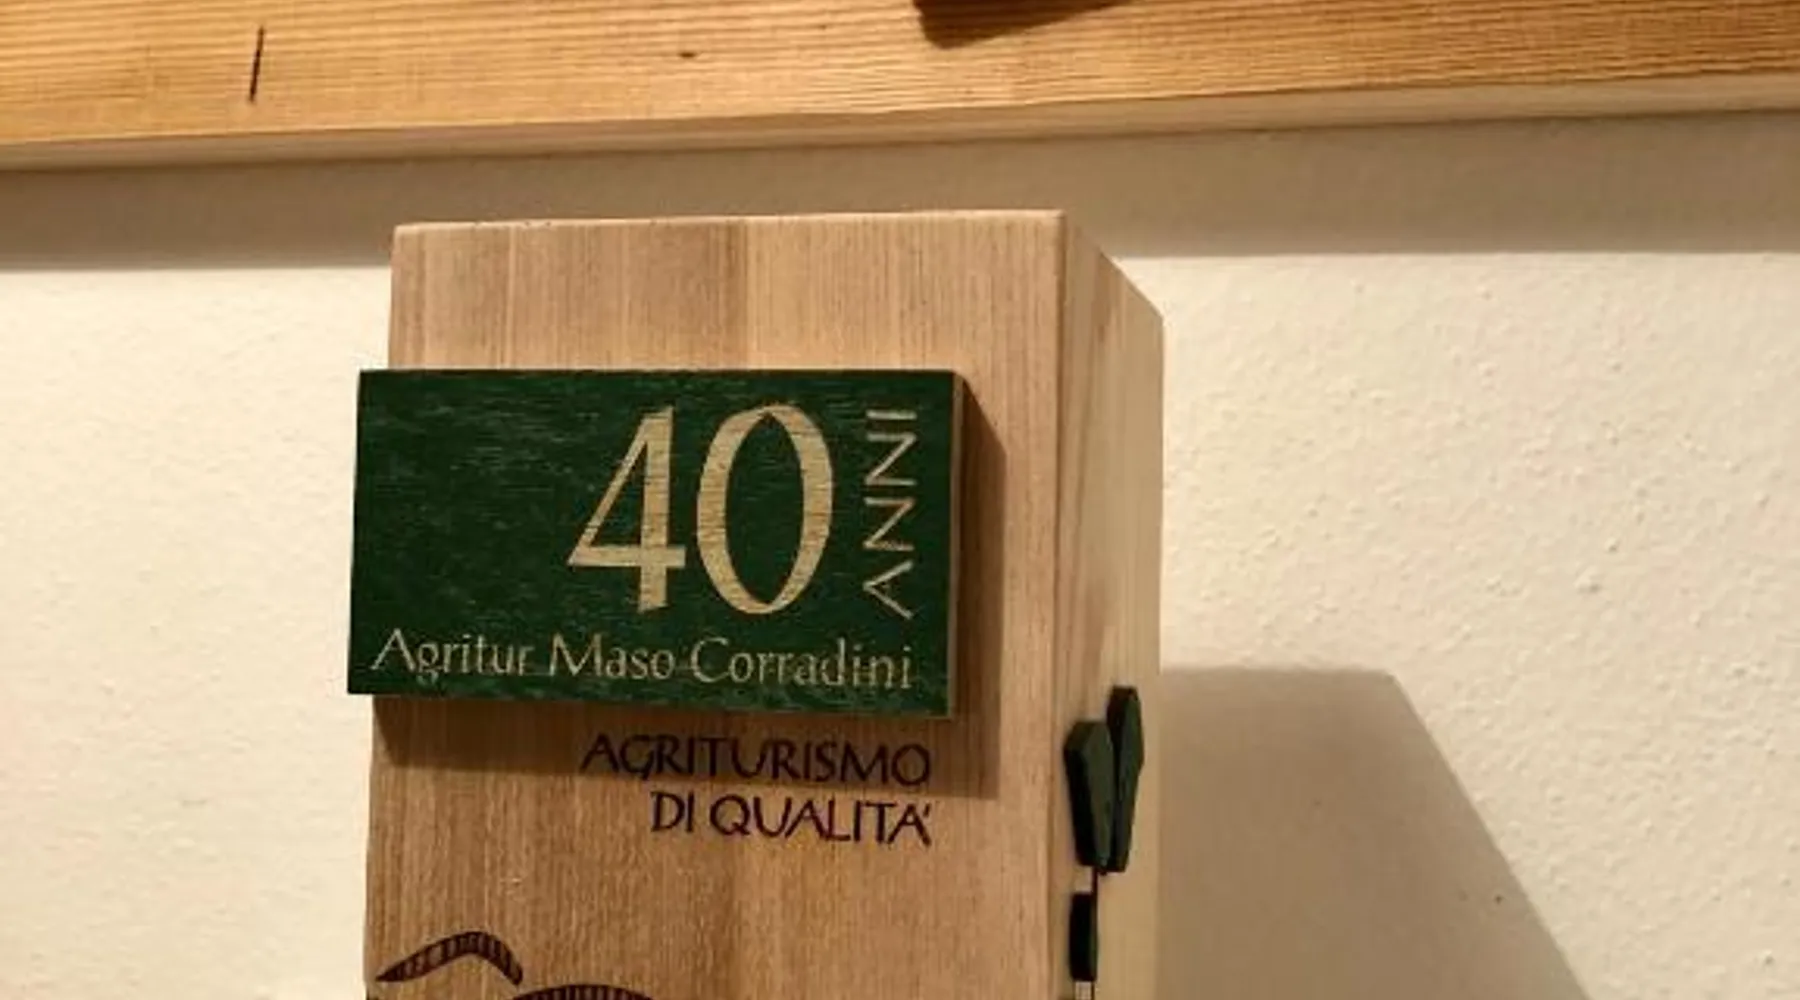 40 ANNI
Agritur Maso Corradini
AGRITURISMO
DI QUALITA'